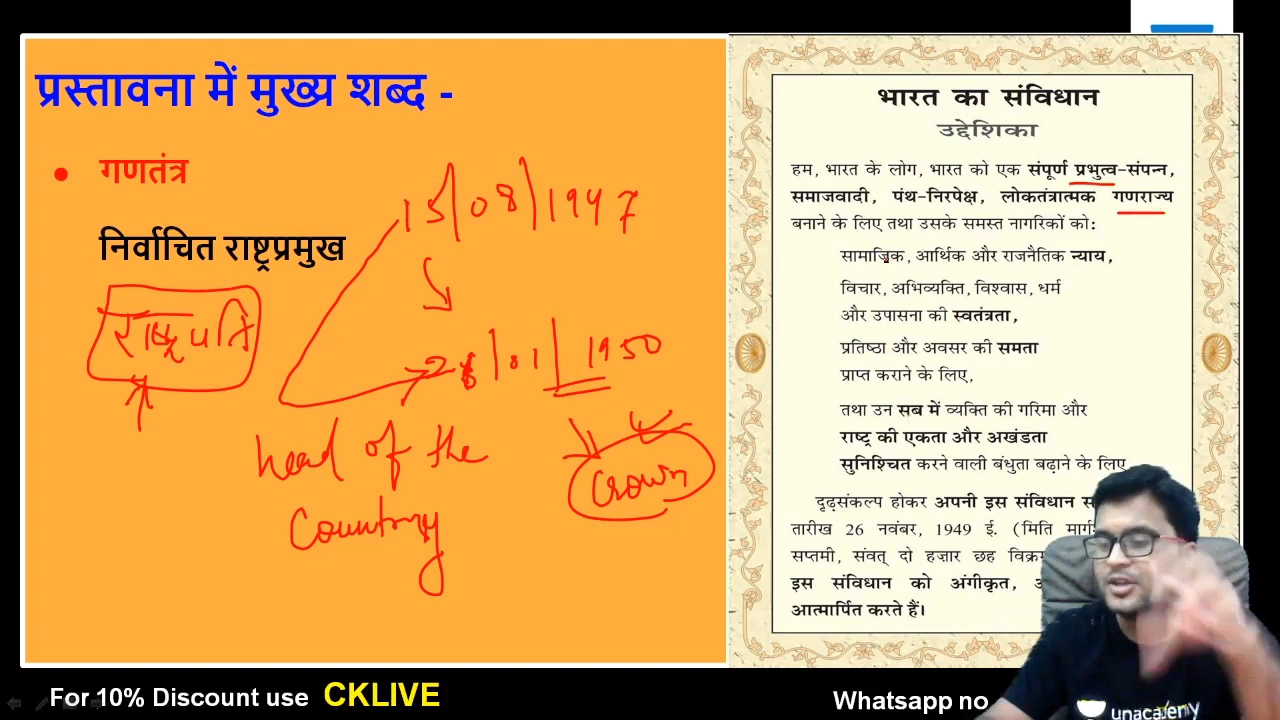 प्रस्तावना में मुख्य शब्द -
• गणतंत्र
निर्वाचित राष्ट्रप्रमुख
15/08/1947
राष्ट्रपति
26/01/1950
head of the
Country
Crown
भारत का संविधान
उद्देशिका
हम, भारत के लोग, भारत को एक संपूर्ण प्रभुत्व-संपन्न,
समाजवादी, पंथ-निरपेक्ष, लोकतंत्रात्मक गणराज्य
बनाने के लिए तथा उसके समस्त नागरिकों को:
सामाजिक, आर्थिक और राजनैतिक न्याय,
विचार, अभिव्यक्ति, विश्वास, धर्म
और उपासना की स्वतंत्रता,
प्रतिष्ठा और अवसर की समता
प्राप्त कराने के लिए,
तथा उन सब में व्यक्ति की गरिमा और
राष्ट्र की एकता और अखंडता
सुनिश्चित करने वाली बंधुता बढ़ाने के लिए
दृढ़संकल्प होकर अपनी इस संविधान
तारीख 26 नवंबर, 1949 ई. (मिति
सप्तमी, संवत् दो हजार छह
इस संविधान को अंगीकृत,
आत्मार्पित करते हैं।
For 10% Discount use CKLIVE
Whatsapp no
unacademy